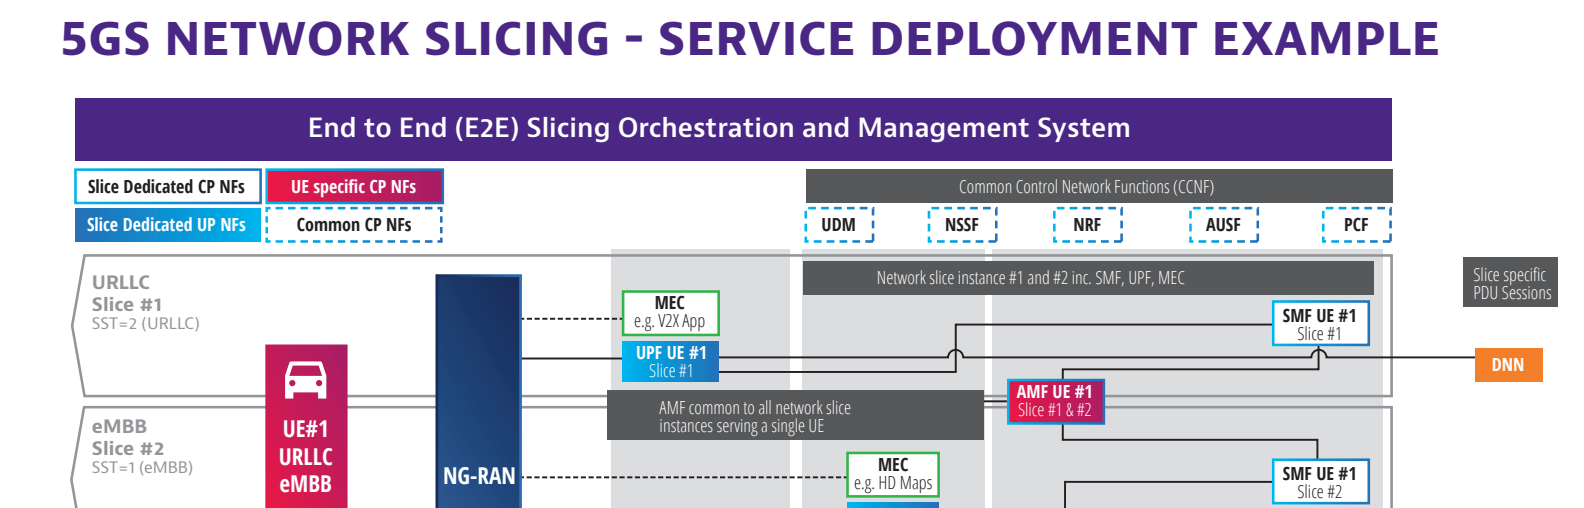 5GS NETWORK SLICING - SERVICE DEPLOYMENT EXAMPLE
End to End (E2E) Slicing Orchestration and Management System
Slice Dedicated CP NFs
UE specific CP NFs
Slice Dedicated UP NFs
Common CP NFs
Common Control Network Functions (CCNF)
UDM
NSSF
NRF
AUSF
PCF
URLLC
Slice #1
SST=2 (URLLC)
Network slice instance #1 and #2 inc. SMF, UPF, MEC
Slice specific
PDU Sessions
MEC
e.g. V2X App
SMF UE #1
Slice #1
UPF UE #1
Slice #1
DNN
AMF UE #1
Slice #1 & #2
AMF common to all network slice
instances serving a single UE
eMBB
Slice #2
SST=1 (eMBB)
UE#1
URLLC
eMBB
NG-RAN
MEC
e.g. HD Maps
SMF UE #1
Slice #2